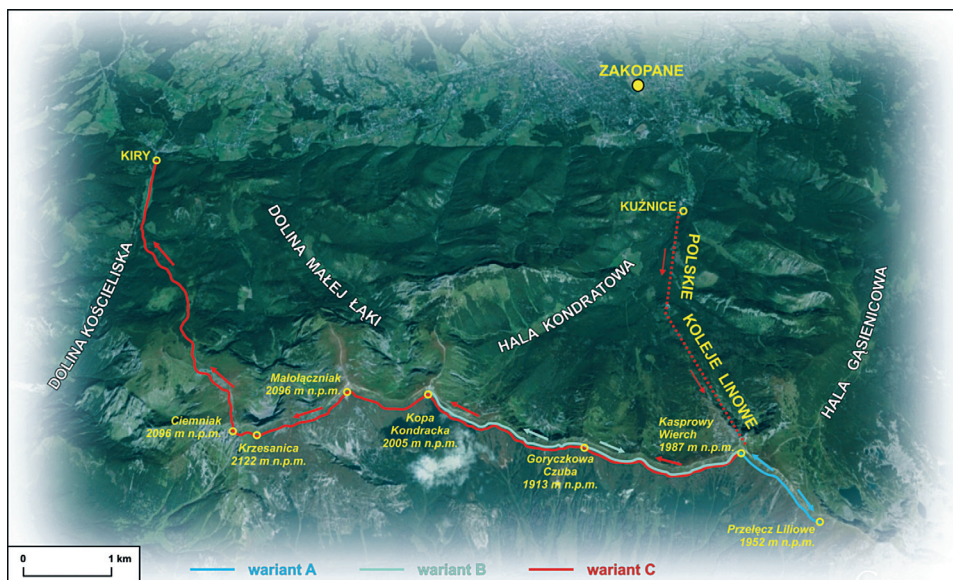 ZAKOPANE
KIRY
KUŹNICE
DOLINA KOŚCIELISKA
DOLINA MAŁEJ ŁĄKI
HALA KONDRATOWA
POLSKIE KOLEJE LINOWE
HALA GĄSIENICOWA
Małołączniak
2096 m n.p.m.
Ciemniak
2096 m n.p.m.
Krzesanica
2122 m n.p.m.
Kopa
Kondracka
2005 m n.p.m.
Goryczkowa
Czuba
1913 m n.p.m.
Kasprowy
Wierch
1987 m n.p.m.
Przełęcz Liliowe
1952 m n.p.m.
0 1 km
wariant A wariant B wariant C